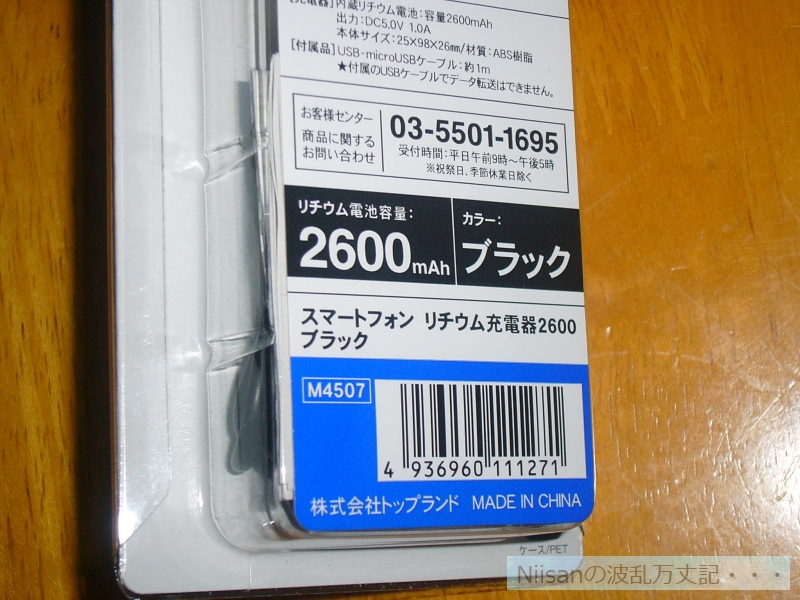 [充電器]内蔵リチウム電池:容量2600mAh
出力:DC5.0V 1.0A
本体サイズ:25×98×26mm/材質:ABS樹脂
[付属品]USB-microUSBケーブル:約1m
★付属のUSBケーブルでデータ転送はできません。
お客様センター
商品に関する
お問い合わせ
03-5501-1695
受付時間:平日午前9時~午後5時
※祝祭日、季節休業日除く
リチウム電池容量:
2600mAh
カラー:
ブラック
スマートフォン リチウム充電器2600
ブラック
M4507
4 936960 111271
株式会社トップランド MADE IN CHINA
ケース/PET
Niisanの波乱万丈記・・・